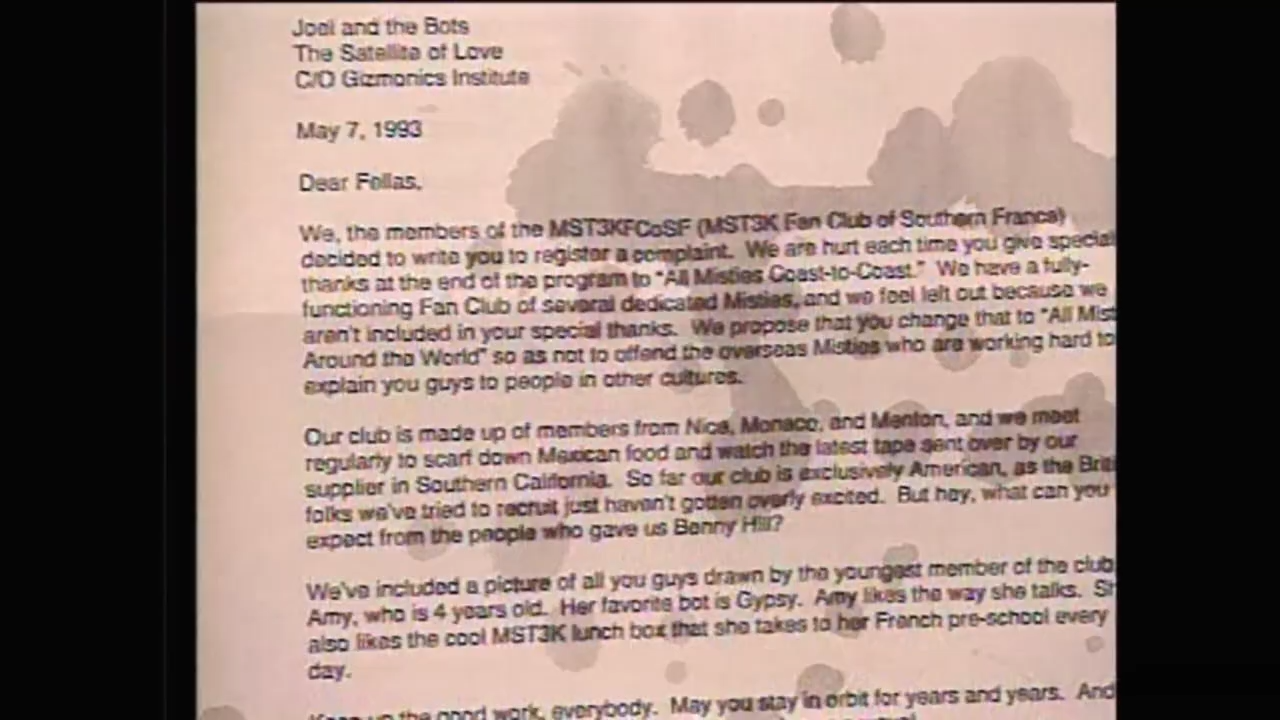 Joel and the Bots
The Satellite of Love
C/O Gizmonics Institute
May 7, 1993
Dear Fellas,
We, the members of the MST3KFCoSF (MST3K Fan Club of Southern France)
decided to write you to register a complaint. We are hurt each time you give special
thanks at the end of the program to "All Misties Coast-to-Coast." We have a fully-
functioning Fan Club of several dedicated Misties, and we feel left out because we
aren't included in your special thanks. We propose that you change that to "All Mist
Around the World" so as not to offend the overseas Misties who are working hard to
explain you guys to people in other cultures.
Our club is made up of members from Nice, Monaco, and Menton, and we meet
regularly to scarf down Mexican food and watch the latest tape sent over by our
supplier in Southern California. So far our club is exclusively American, as the Briti
folks we've tried to recruit just haven't gotten overly excited. But hey, what can you
expect from the people who gave us Benny Hill?
We've included a picture of all you guys drawn by the youngest member of the club
Amy, who is 4 years old. Her favorite bot is Gypsy. Amy likes the way she talks. Sh
also likes the cool MST3K lunch box that she takes to her French pre-school every
day.
Keep up the good work, everybody. May you stay in orbit for years and years. And